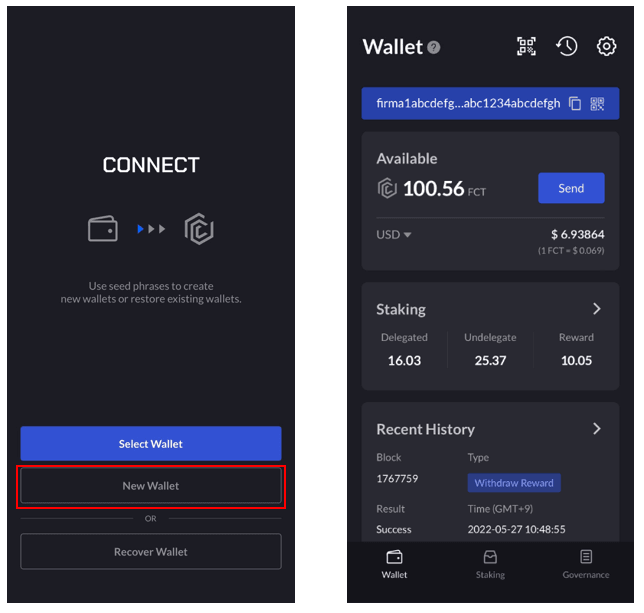 CONNECT
Use seed phrases to create
new wallets or restore existing wallets.
Select Wallet
New Wallet
OR
Recover Wallet
Wallet ?
firma1abcdefg...abc1234abcdefgh
Available
100.56 FCT
Send
USD
$ 6.93864
(1 FCT = $ 0.069)
Staking
Delegated Undelegate Reward
16.03 25.37 10.05
Recent History
Block Type
1767759 Withdraw Reward
Result Time (GMT+9)
Success 2022-05-27 10:48:55
Wallet Staking Governance